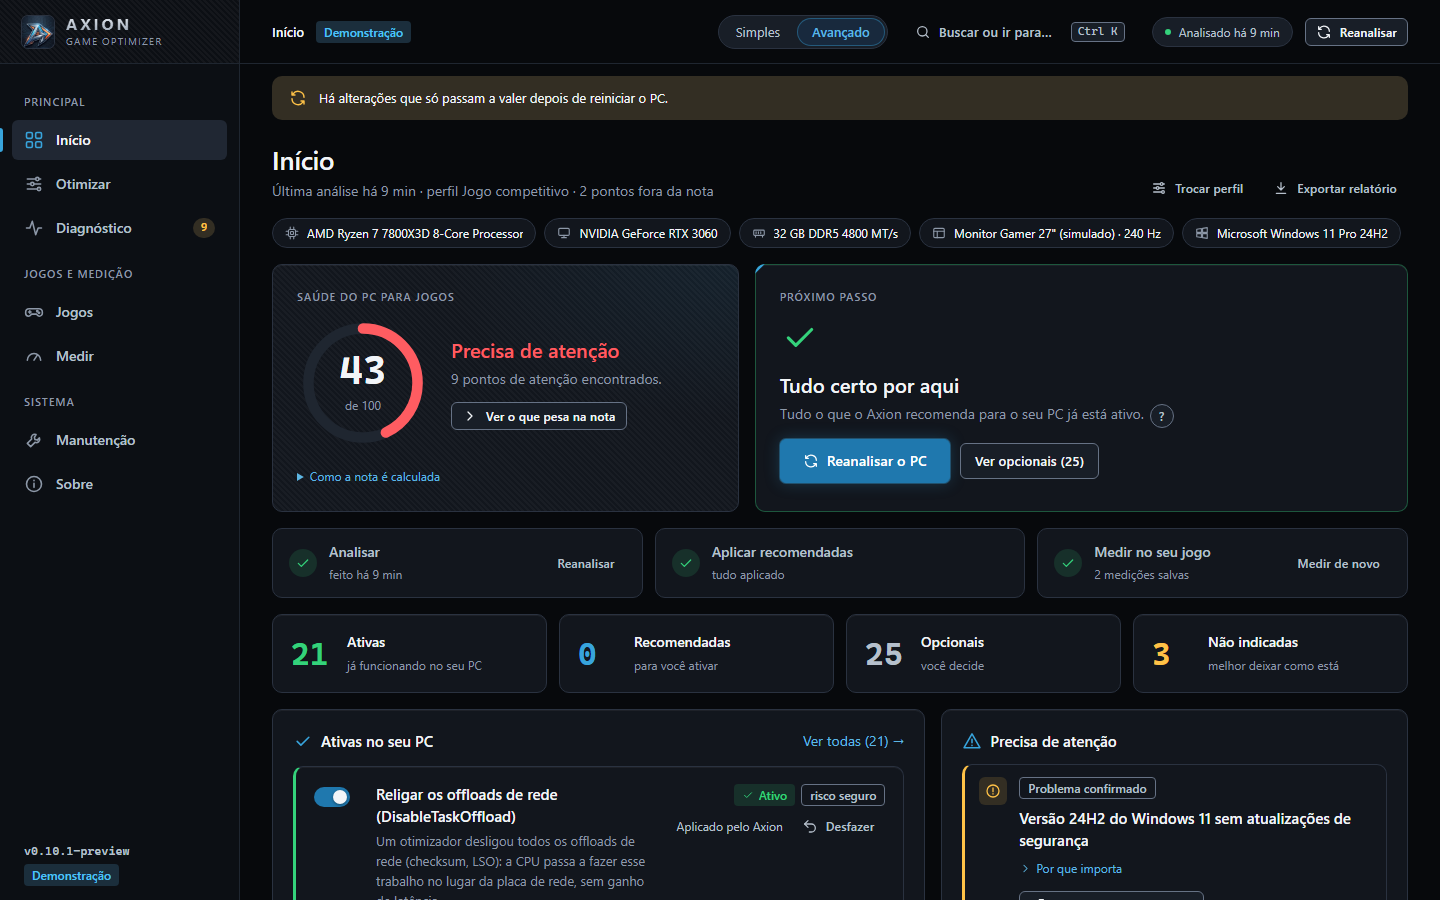 AXION
GAME OPTIMIZER
Início
Demonstração
Simples
Avançado
Buscar ou ir para...
Ctrl K
Analisado há 9 min
Reanalisar
PRINCIPAL
Início
Otimizar
Diagnóstico
9
JOGOS E MEDIÇÃO
Jogos
Medir
SISTEMA
Manutenção
Sobre
v0.10.1-preview
Demonstração
Há alterações que só passam a valer depois de reiniciar o PC.
Início
Última análise há 9 min · perfil Jogo competitivo · 2 pontos fora da nota
Trocar perfil
Exportar relatório
AMD Ryzen 7 7800X3D 8-Core Processor
NVIDIA GeForce RTX 3060
32 GB DDR5 4800 MT/s
Monitor Gamer 27" (simulado) · 240 Hz
Microsoft Windows 11 Pro 24H2
SAÚDE DO PC PARA JOGOS
43
de 100
Precisa de atenção
9 pontos de atenção encontrados.
Ver o que pesa na nota
Como a nota é calculada
PRÓXIMO PASSO
Tudo certo por aqui
Tudo o que o Axion recomenda para o seu PC já está ativo. ?
Reanalisar o PC
Ver opcionais (25)
Analisar
feito há 9 min
Reanalisar
Aplicar recomendadas
tudo aplicado
Medir no seu jogo
2 medições salvas
Medir de novo
21
Ativas
já funcionando no seu PC
0
Recomendadas
para você ativar
25
Opcionais
você decide
3
Não indicadas
melhor deixar como está
Ativas no seu PC
Ver todas (21) →
Religar os offloads de rede
(DisableTaskOffload)
Um otimizador desligou todos os offloads de
rede (checksum, LSO): a CPU passa a fazer esse
trabalho no lugar da placa de rede, sem ganho
Ativo
risco seguro
Aplicado pelo Axion
Desfazer
Precisa de atenção
Problema confirmado
Versão 24H2 do Windows 11 sem atualizações de
segurança
Por que importa